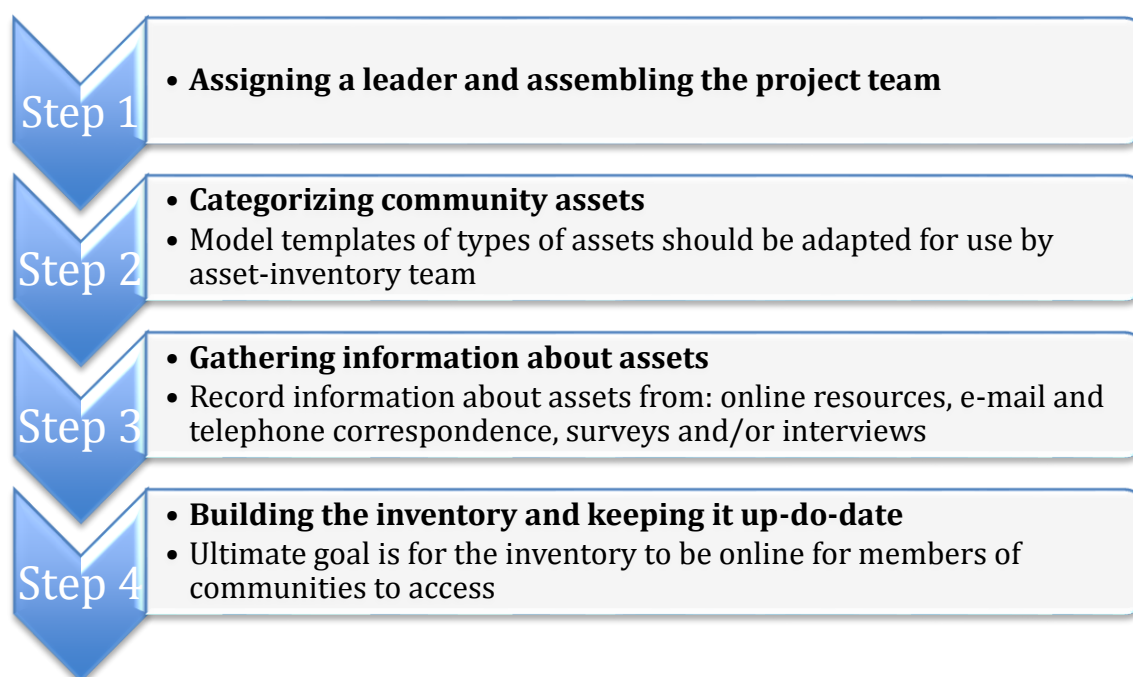 Step 1
• Assigning a leader and assembling the project team
Step 2
• Categorizing community assets
• Model templates of types of assets should be adapted for use by
asset-inventory team
Step 3
• Gathering information about assets
• Record information about assets from: online resources, e-mail and
telephone correspondence, surveys and/or interviews
Step 4
• Building the inventory and keeping it up-do-date
• Ultimate goal is for the inventory to be online for members of
communities to access